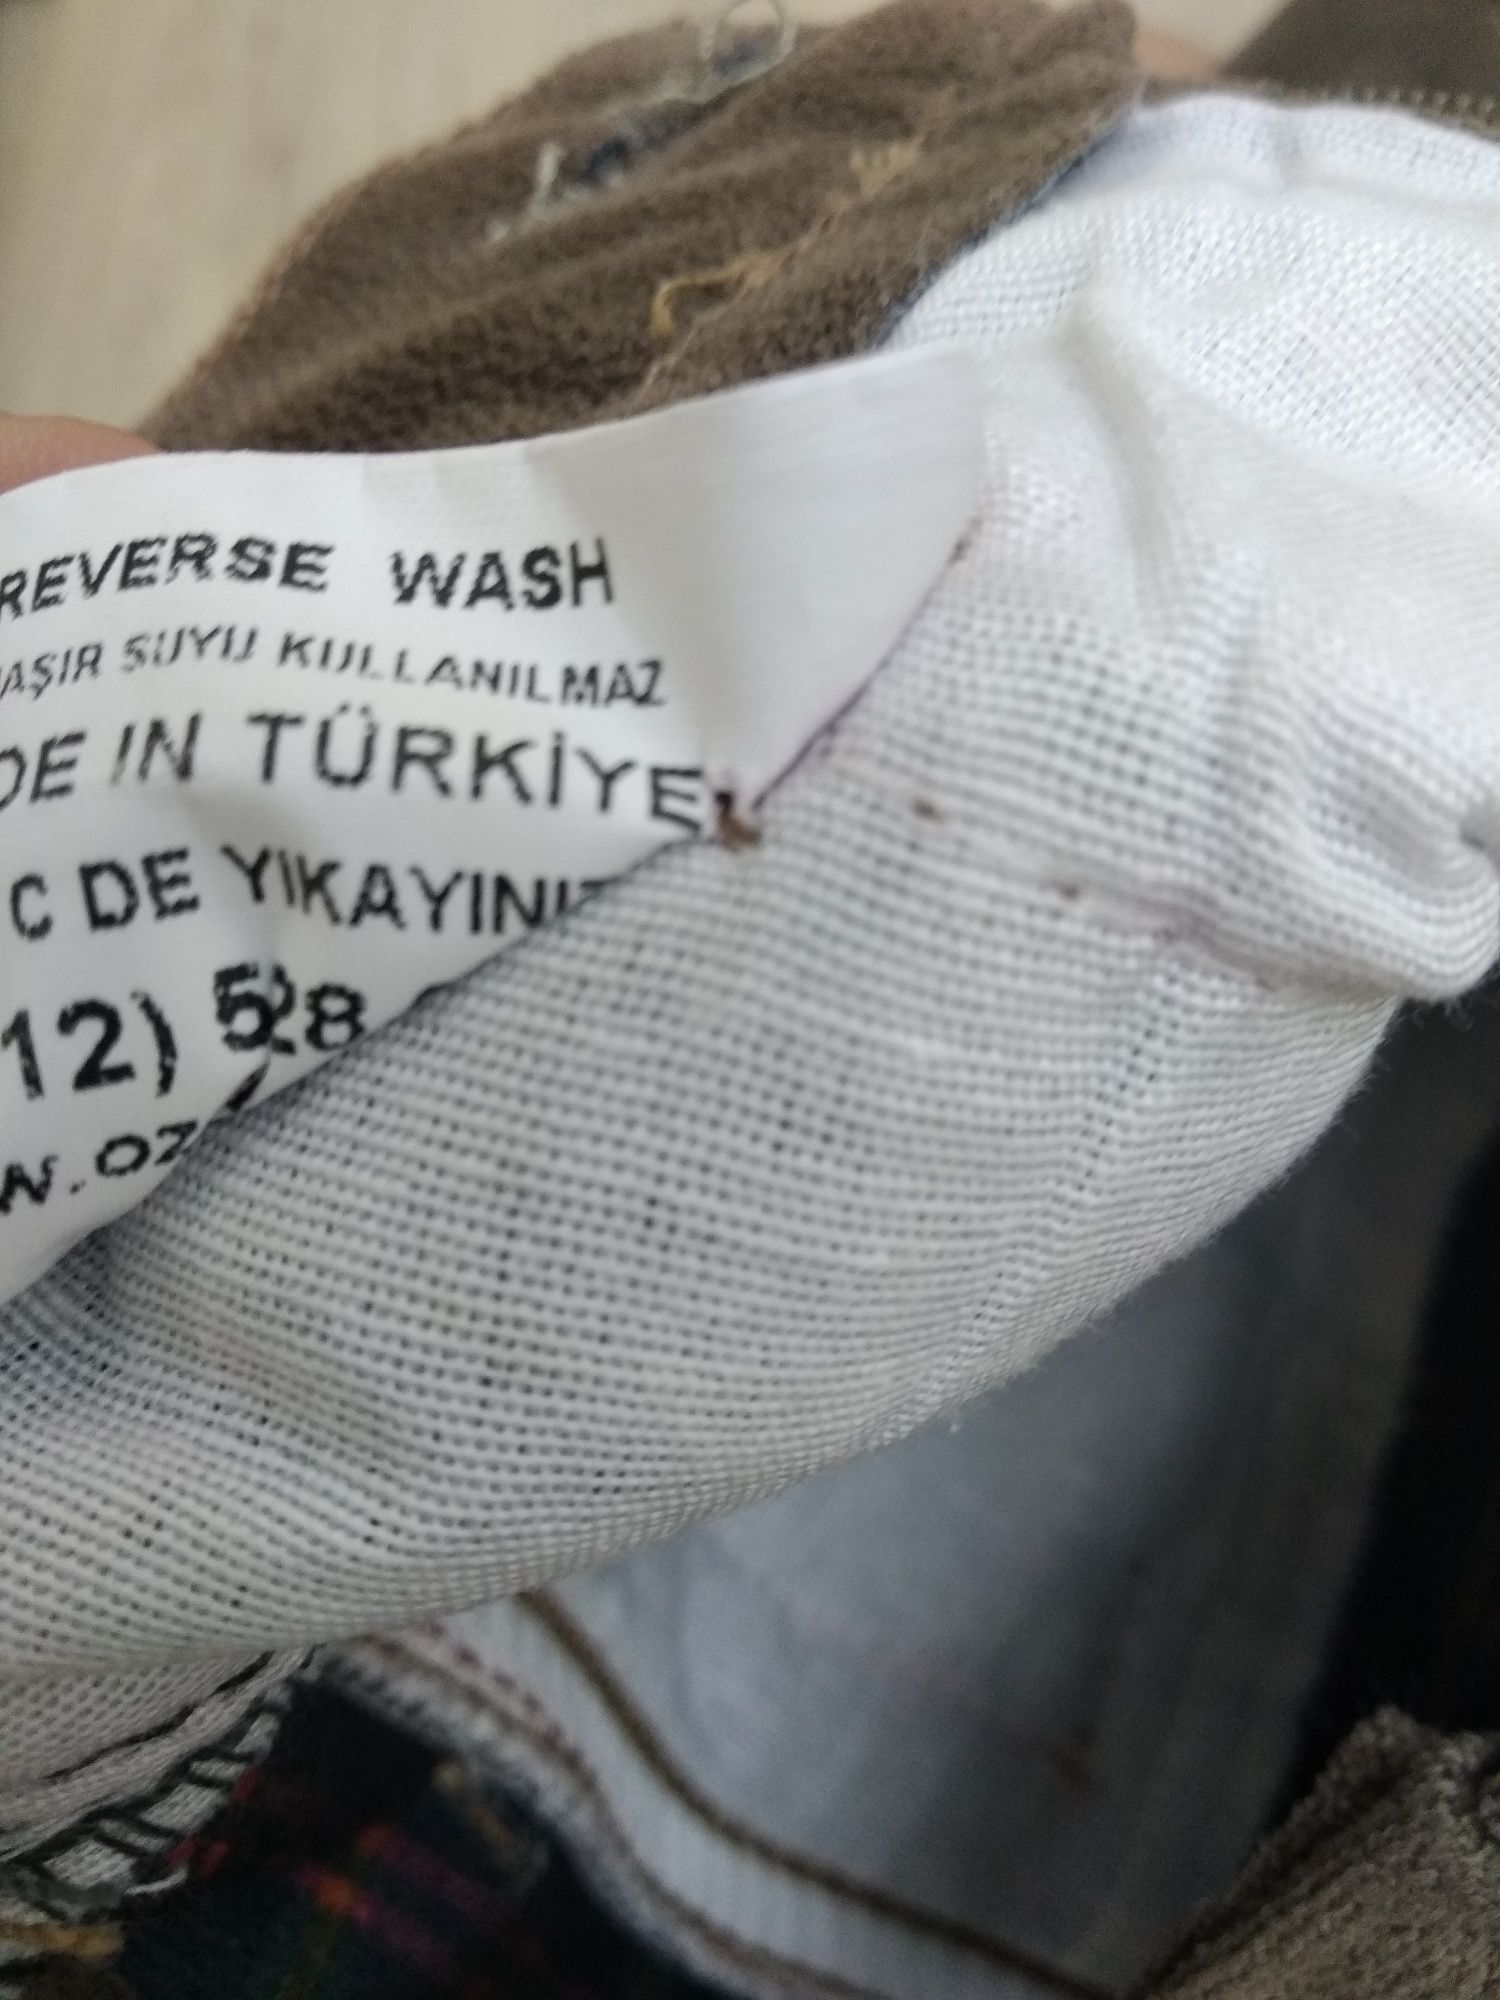 REVERSE WASH
AŞIR SUYU KULLANILMAZ
DE IN TÜRKİYE
C DE YIKAYINI
12) 528
W.OZ